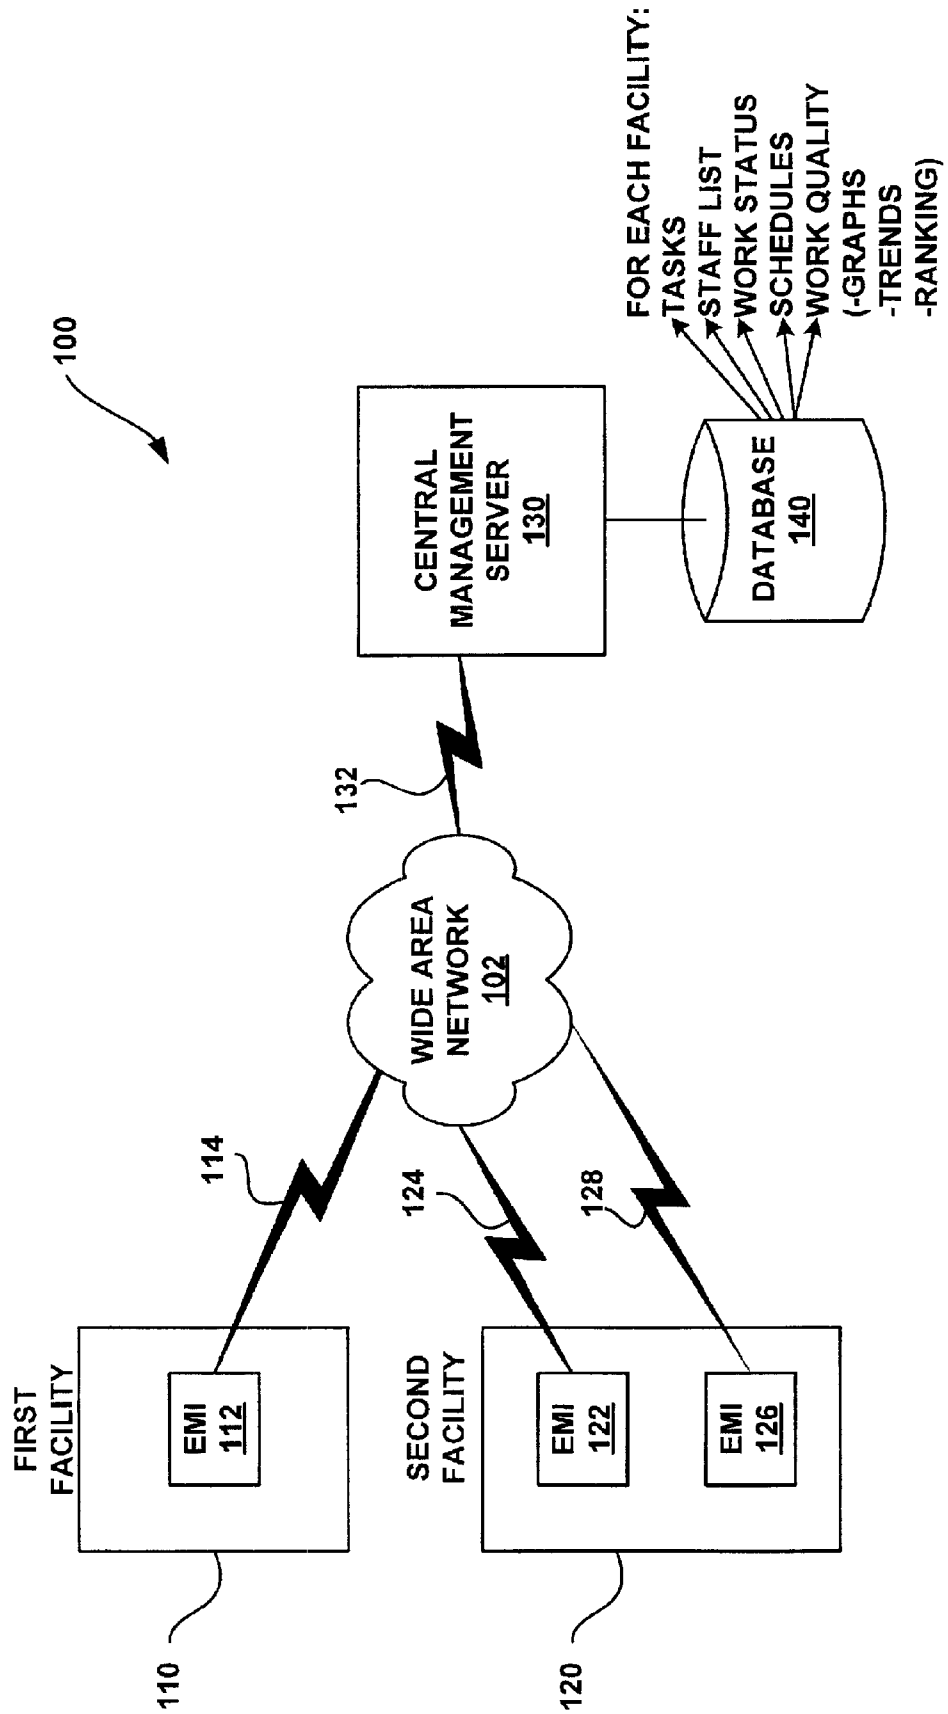 100
FIRST
FACILITY
EMI
112
110
114
SECOND
FACILITY
EMI
122
EMI
126
120
124
128
WIDE AREA
NETWORK
102
132
CENTRAL
MANAGEMENT
SERVER
130
DATABASE
140
FOR EACH FACILITY:
TASKS
STAFF LIST
WORK STATUS
SCHEDULES
WORK QUALITY
(-GRAPHS
-TRENDS
-RANKING)